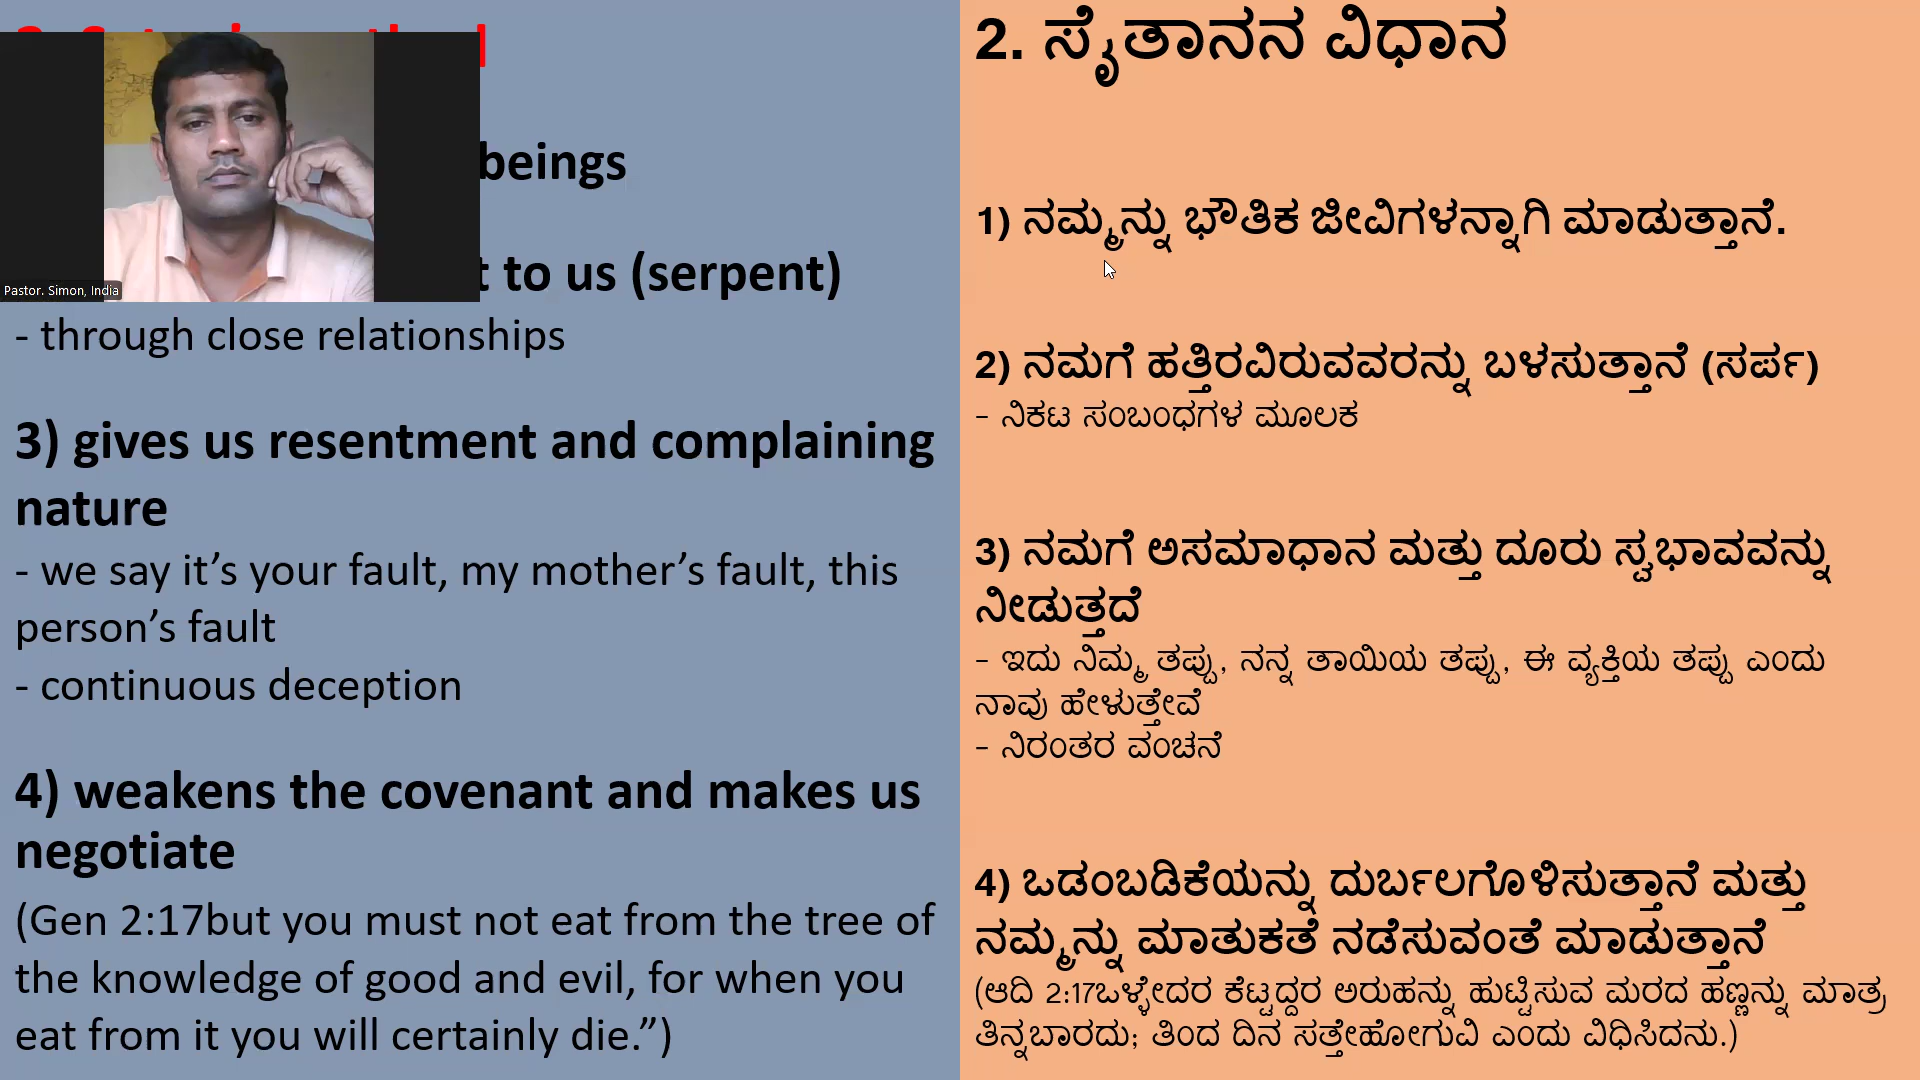 beings
to us (serpent)
- through close relationships
3) gives us resentment and complaining
nature
- we say it’s your fault, my mother’s fault, this
person’s fault
- continuous deception
4) weakens the covenant and makes us
negotiate
(Gen 2:17but you must not eat from the tree of
the knowledge of good and evil, for when you
eat from it you will certainly die.”)
Pastor. Simon, India
2. ಸೈತಾನನ ವಿಧಾನ
1) ನಮ್ಮನ್ನು ಭೌತಿಕ ಜೀವಿಗಳನ್ನಾಗಿ ಮಾಡುತ್ತಾನೆ.
2) ನಮಗೆ ಹತ್ತಿರವಿರುವವರನ್ನು ಬಳಸುತ್ತಾನೆ (ಸರ್ಪ)
- ನಿಕಟ ಸಂಬಂಧಗಳ ಮೂಲಕ
3) ನಮಗೆ ಅಸಮಾಧಾನ ಮತ್ತು ದೂರು ಸ್ವಭಾವವನ್ನು
ನೀಡುತ್ತದೆ
- ಇದು ನಿಮ್ಮ ತಪ್ಪು, ನನ್ನ ತಾಯಿಯ ತಪ್ಪು, ಈ ವ್ಯಕ್ತಿಯ ತಪ್ಪು ಎಂದು
ನಾವು ಹೇಳುತ್ತೇವೆ
- ನಿರಂತರ ವಂಚನೆ
4) ಒಡಂಬಡಿಕೆಯನ್ನು ದುರ್ಬಲಗೊಳಿಸುತ್ತಾನೆ ಮತ್ತು
ನಮ್ಮನ್ನು ಮಾತುಕತೆ ನಡೆಸುವಂತೆ ಮಾಡುತ್ತಾನೆ
(ಆದಿ 2:17ಒಳ್ಳೇದರ ಕೆಟ್ಟದ್ದರ ಅರುಹನ್ನು ಹುಟ್ಟಿಸುವ ಮರದ ಹಣ್ಣನ್ನು ಮಾತ್ರ
ತಿನ್ನಬಾರದು; ತಿಂದ ದಿನ ಸತ್ತೇಹೋಗುವಿ ಎಂದು ವಿಧಿಸಿದನು.)